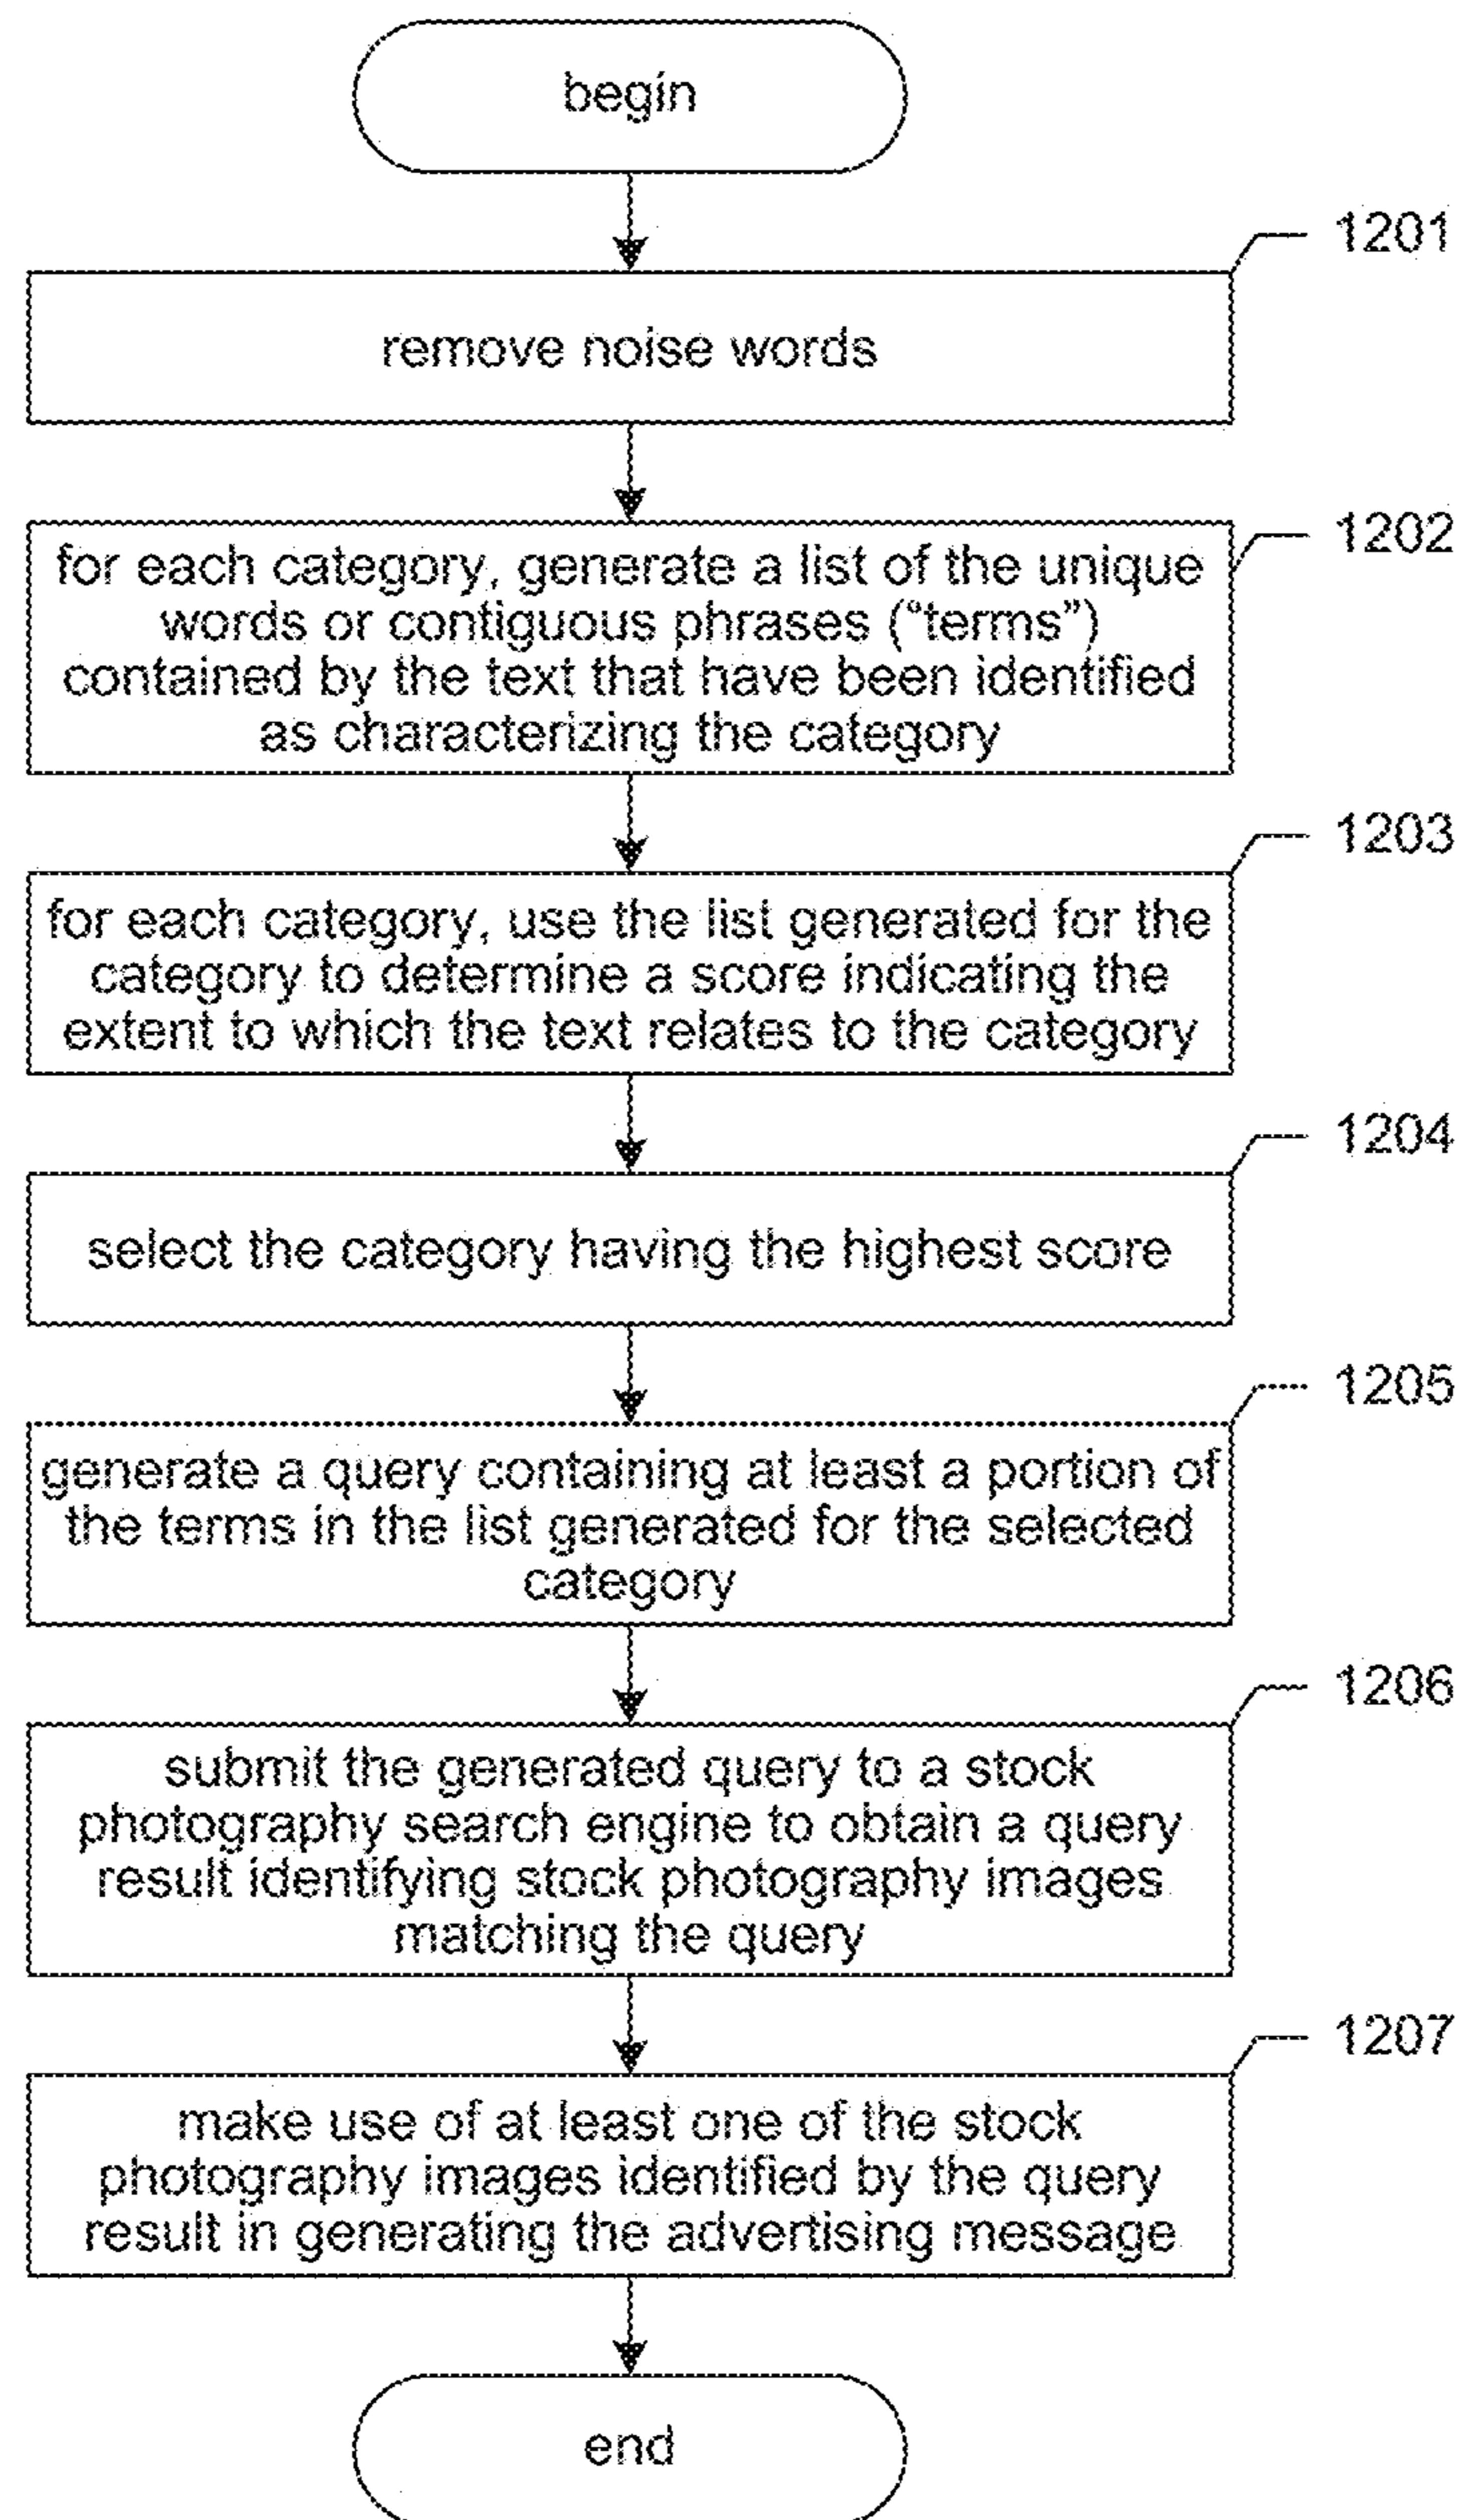 begin
1201
remove noise words
1202
for each category, generate a list of the unique
words or contiguous phrases (“terms”)
contained by the text that have been identified
as characterizing the category
1203
for each category, use the list generated for the
category to determine a score indicating the
extent to which the text relates to the category
1204
select the category having the highest score
1205
generate a query containing at least a portion of
the terms in the list generated for the selected
category
1206
submit the generated query to a stock
photography search engine to obtain a query
result identifying stock photography images
matching the query
1207
make use of at least one of the stock
photography images identified by the query
result in generating the advertising message
end